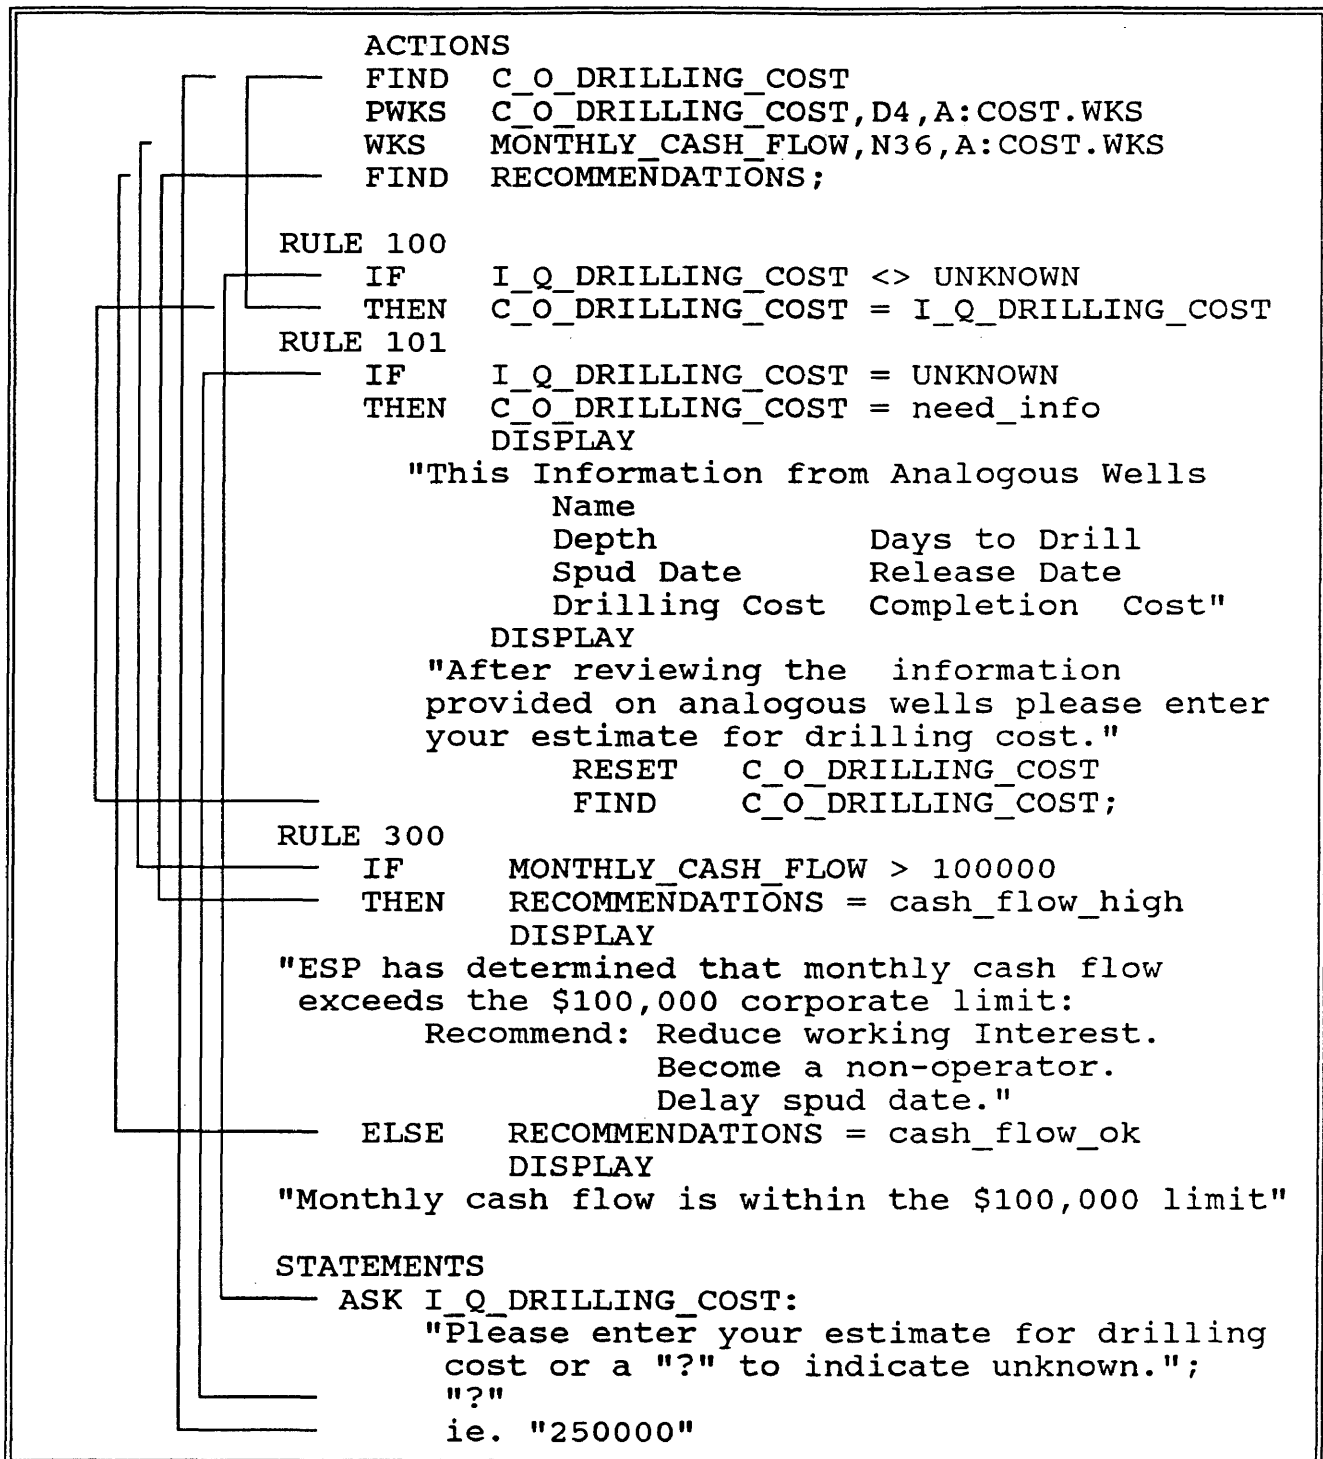 ACTIONS
FIND C_O_DRILLING_COST
PWKS C_O_DRILLING_COST,D4,A:COST.WKS
WKS MONTHLY_CASH_FLOW,N36,A:COST.WKS
FIND RECOMMENDATIONS;
RULE 100
IF I_Q_DRILLING_COST <> UNKNOWN
THEN C_O_DRILLING_COST = I_Q_DRILLING_COST
RULE 101
IF I_Q_DRILLING_COST = UNKNOWN
THEN C_O_DRILLING_COST = need_info
DISPLAY
"This Information from Analogous Wells
Name
Depth Days to Drill
Spud Date Release Date
Drilling Cost Completion Cost"
DISPLAY
"After reviewing the information
provided on analogous wells please enter
your estimate for drilling cost."
RESET C_O_DRILLING_COST
FIND C_O_DRILLING_COST;
RULE 300
IF MONTHLY_CASH_FLOW > 100000
THEN RECOMMENDATIONS = cash_flow_high
DISPLAY
"ESP has determined that monthly cash flow
exceeds the $100,000 corporate limit:
Recommend: Reduce working Interest.
Become a non-operator.
Delay spud date."
ELSE RECOMMENDATIONS = cash_flow_ok
DISPLAY
"Monthly cash flow is within the $100,000 limit"
STATEMENTS
ASK I_Q_DRILLING_COST:
"Please enter your estimate for drilling
cost or a "?" to indicate unknown.";
"?"
ie. "250000"